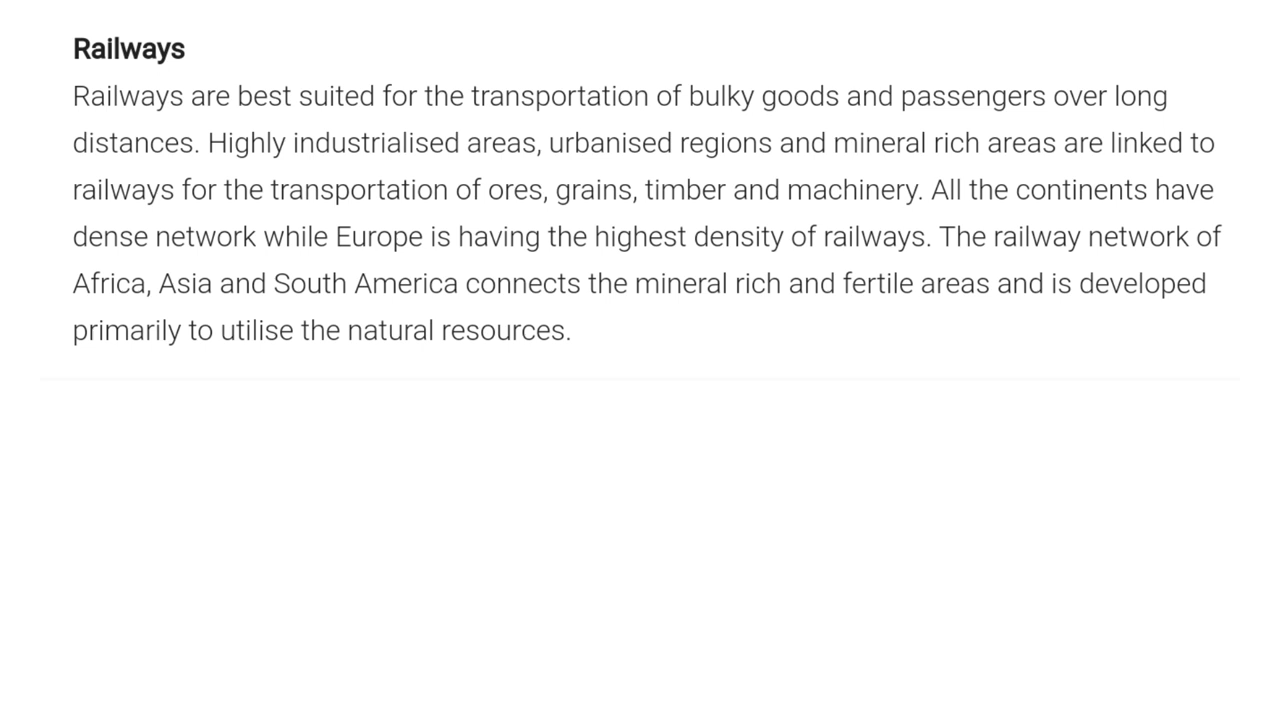 Railways
Railways are best suited for the transportation of bulky goods and passengers over long
distances. Highly industrialised areas, urbanised regions and mineral rich areas are linked to
railways for the transportation of ores, grains, timber and machinery. All the continents have
dense network while Europe is having the highest density of railways. The railway network of
Africa, Asia and South America connects the mineral rich and fertile areas and is developed
primarily to utilise the natural resources.